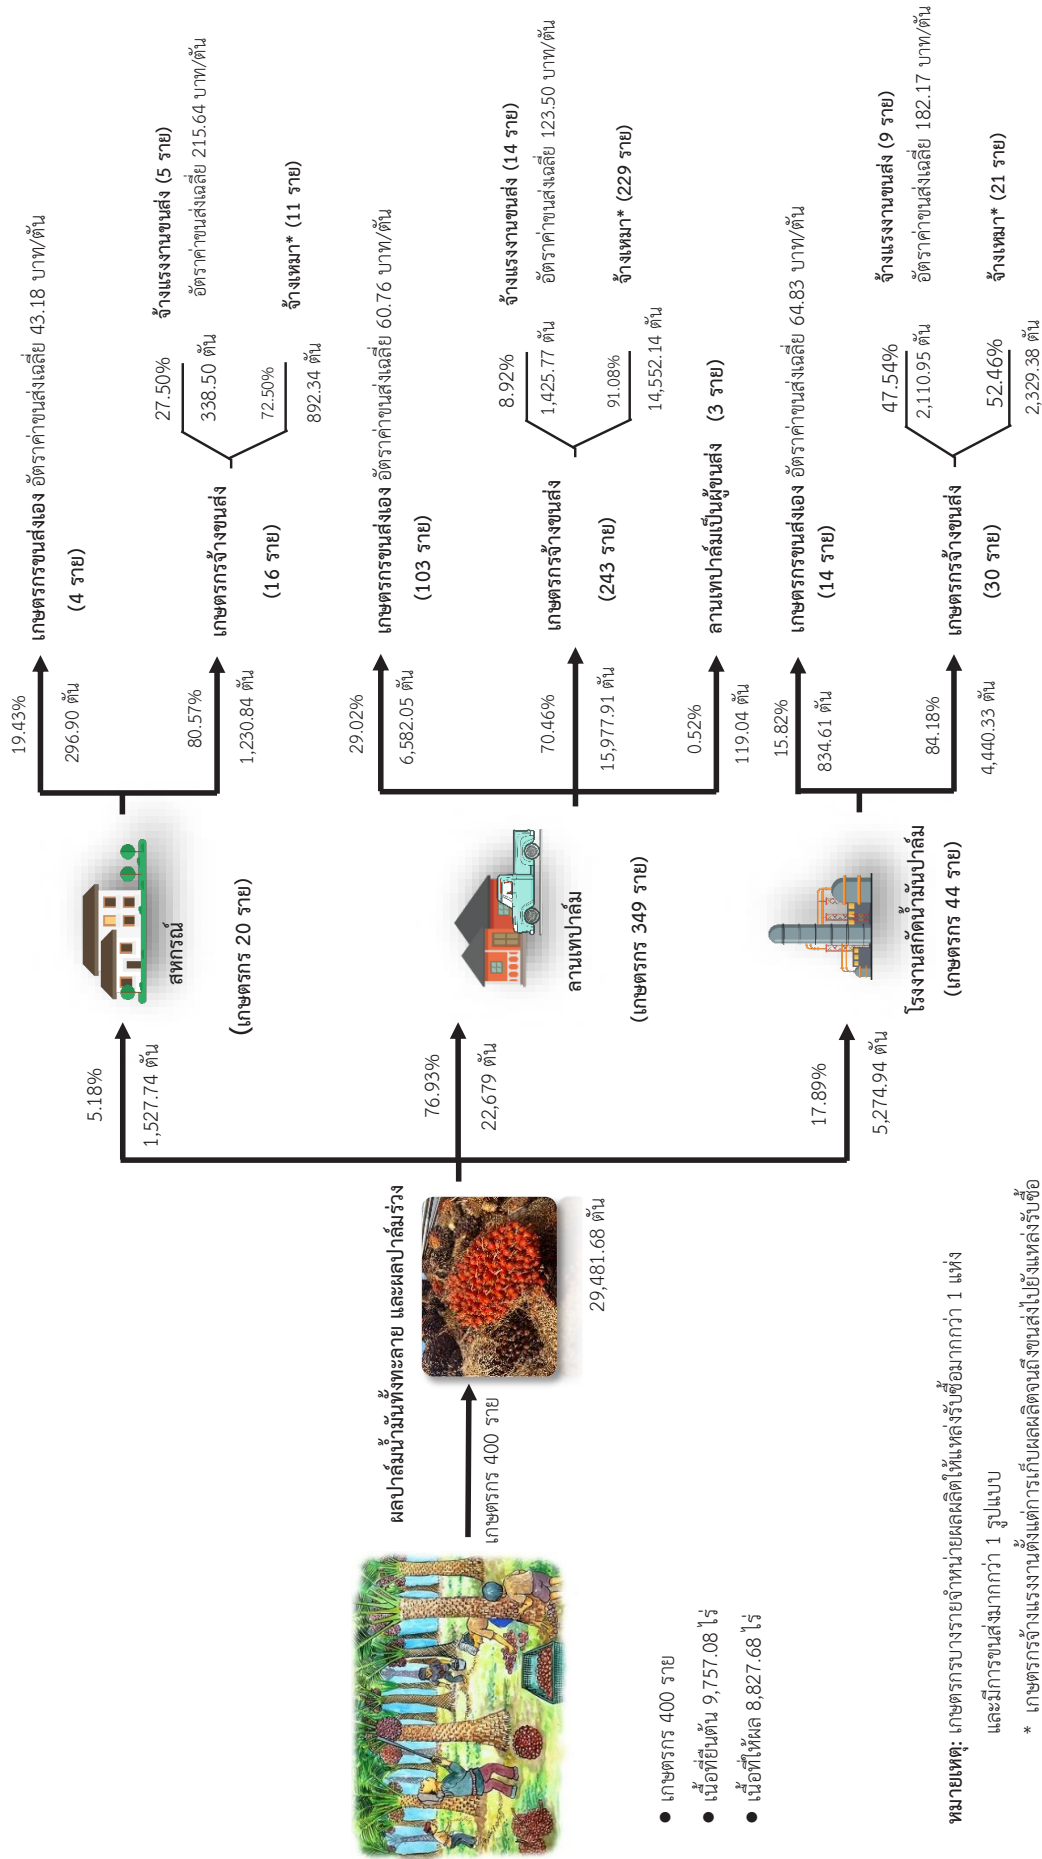 ● เกษตรกร 400 ราย
● เนื้อที่ยืนต้น 9,757.08 ไร่
● เนื้อที่ให้ผล 8,827.68 ไร่
เกษตรกร 400 ราย
ผลปาล์มน้ำมันทั้งทะลาย และผลปาล์มร่วง
29,481.68 ตัน
5.18%
1,527.74 ตัน
สหกรณ์
(เกษตรกร 20 ราย)
19.43%
296.90 ตัน
เกษตรกรขนส่งเอง อัตราค่าขนส่งเฉลี่ย 43.18 บาท/ตัน
(4 ราย)
80.57%
1,230.84 ตัน
เกษตรกรจ้างขนส่ง
(16 ราย)
27.50%
338.50 ตัน
จ้างแรงงานขนส่ง (5 ราย)
อัตราค่าขนส่งเฉลี่ย 215.64 บาท/ตัน
72.50%
892.34 ตัน
จ้างเหมา* (11 ราย)
76.93%
22,679 ตัน
ลานเทปาล์ม
(เกษตรกร 349 ราย)
29.02%
6,582.05 ตัน
เกษตรกรขนส่งเอง อัตราค่าขนส่งเฉลี่ย 60.76 บาท/ตัน
(103 ราย)
70.46%
15,977.91 ตัน
เกษตรกรจ้างขนส่ง
(243 ราย)
8.92%
1,425.77 ตัน
จ้างแรงงานขนส่ง (14 ราย)
อัตราค่าขนส่งเฉลี่ย 123.50 บาท/ตัน
91.08%
14,552.14 ตัน
จ้างเหมา* (229 ราย)
0.52%
119.04 ตัน
ลานเทปาล์มเป็นผู้ขนส่ง (3 ราย)
17.89%
5,274.94 ตัน
โรงงานสกัดน้ำมันปาล์ม
(เกษตรกร 44 ราย)
15.82%
834.61 ตัน
เกษตรกรขนส่งเอง อัตราค่าขนส่งเฉลี่ย 64.83 บาท/ตัน
(14 ราย)
84.18%
4,440.33 ตัน
เกษตรกรจ้างขนส่ง
(30 ราย)
47.54%
2,110.95 ตัน
จ้างแรงงานขนส่ง (9 ราย)
อัตราค่าขนส่งเฉลี่ย 182.17 บาท/ตัน
52.46%
2,329.38 ตัน
จ้างเหมา* (21 ราย)
หมายเหตุ: เกษตรกรบางรายจำหน่ายผลผลิตให้แหล่งรับซื้อมากกว่า 1 แห่ง
และมีการขนส่งมากกว่า 1 รูปแบบ
* เกษตรกรจ้างแรงงานตั้งแต่การเก็บผลผลิตจนถึงขนส่งไปยังแหล่งรับซื้อ